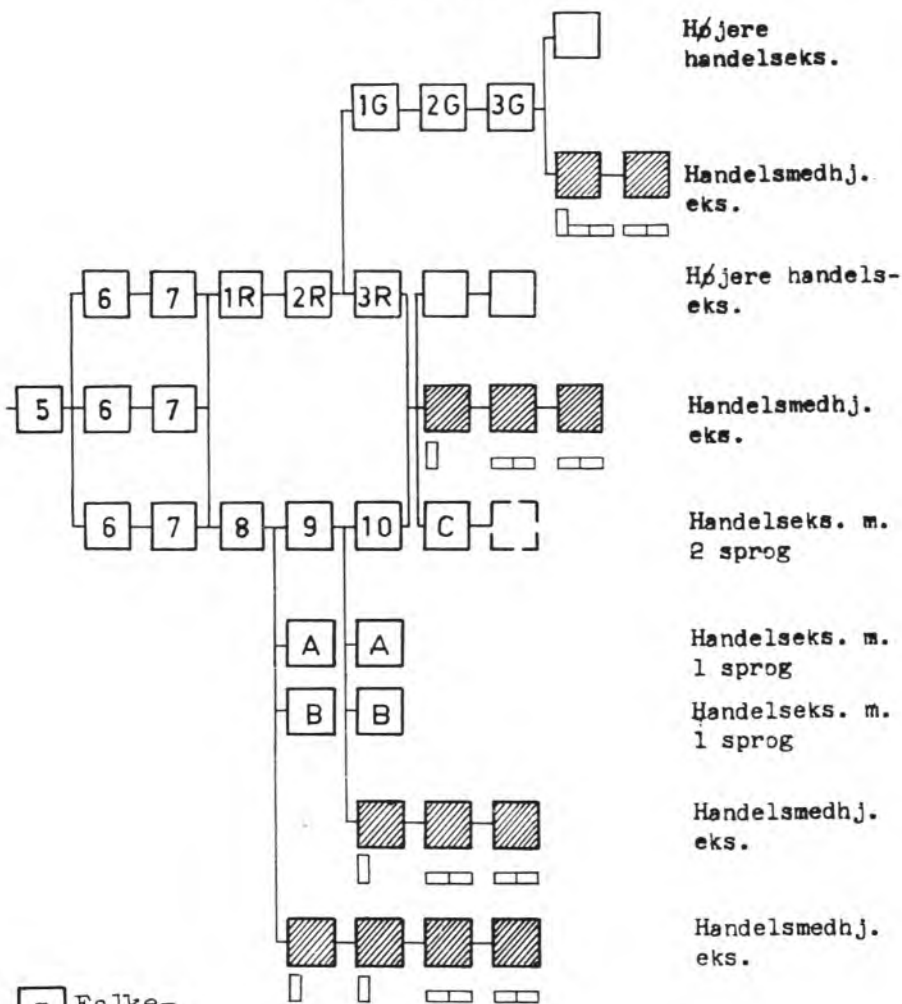 Højere
handelseks.
1G 2G 3G
Handelsmedhj.
eks.
6 7 1R 2R 3R
Højere handels-
eks.
5 6 7
Handelsmedhj.
eks.
6 7 8 9 10 C
Handelseks. m.
2 sprog
A A
Handelseks. m.
1 sprog
B B
Handelseks. m.
1 sprog
Handelsmedhj.
eks.
Handelsmedhj.
eks.